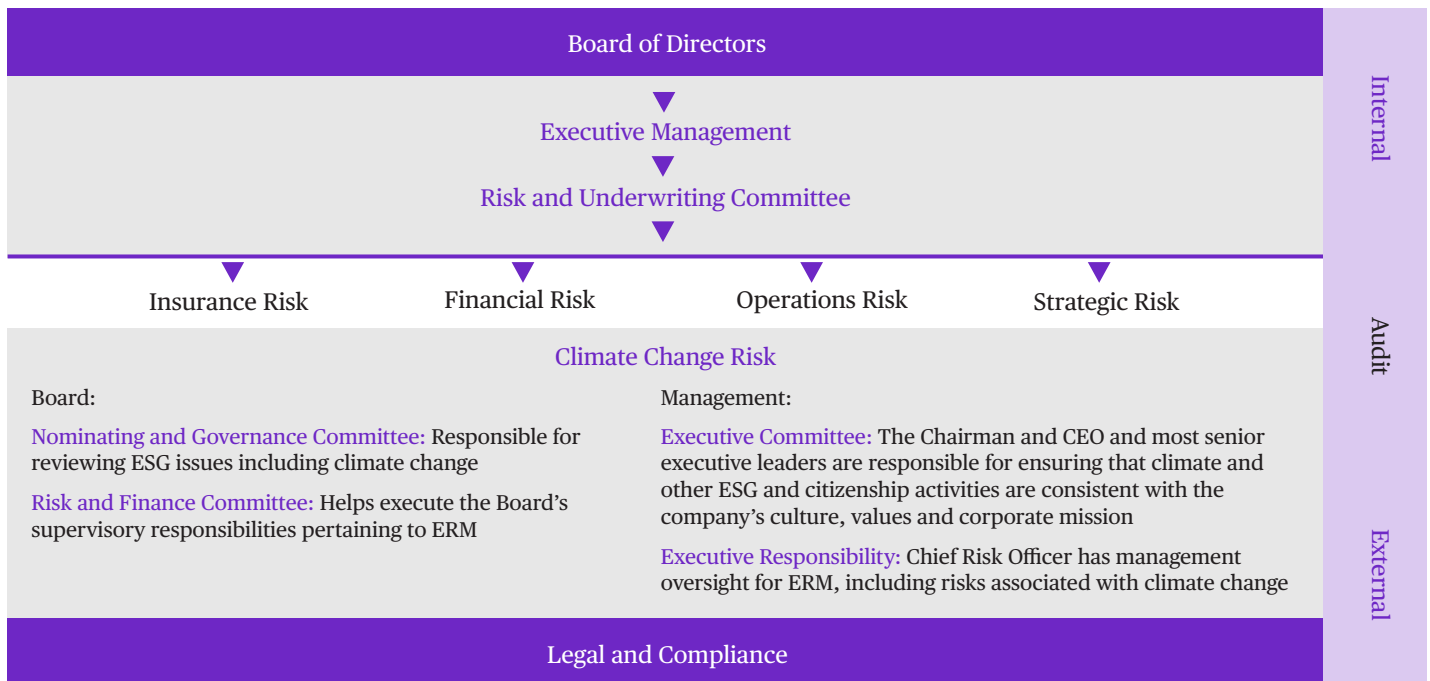 Board of Directors
Executive Management
Risk and Underwriting Committee
Insurance Risk
Financial Risk
Operations Risk
Strategic Risk
Climate Change Risk
Board:
Nominating and Governance Committee: Responsible for
reviewing ESG issues including climate change
Risk and Finance Committee: Helps execute the Board’s
supervisory responsibilities pertaining to ERM
Management:
Executive Committee: The Chairman and CEO and most senior
executive leaders are responsible for ensuring that climate and
other ESG and citizenship activities are consistent with the
company’s culture, values and corporate mission
Executive Responsibility: Chief Risk Officer has management
oversight for ERM, including risks associated with climate change
Legal and Compliance
Internal
Audit
External